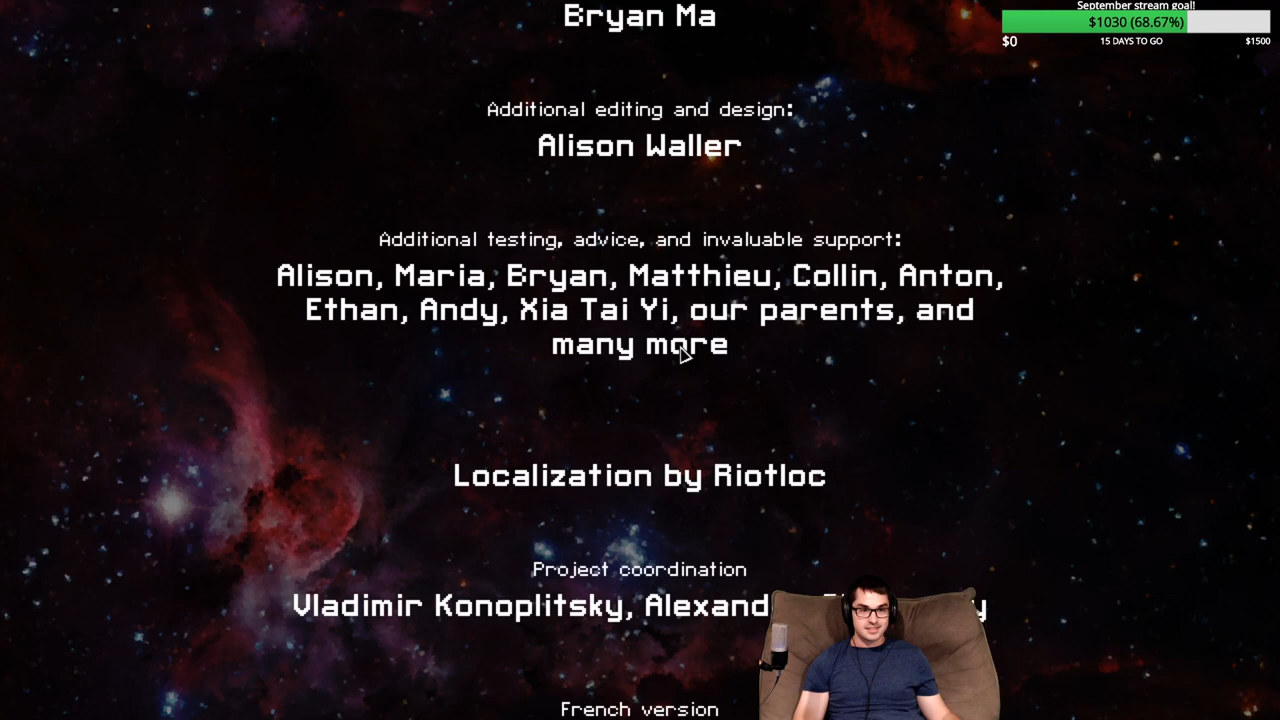 Bryan Ma
September stream goal!
$1030 (68.67%)
$0
15 DAYS TO GO
$1500
Additional editing and design:
Alison Waller
Additional testing, advice, and invaluable support:
Alison, Maria, Bryan, Matthieu, Collin, Anton,
Ethan, Andy, Xia Tai Yi, our parents, and
many more
Localization by Riotloc
Project coordination
Vladimir Konoplitsky,
French version